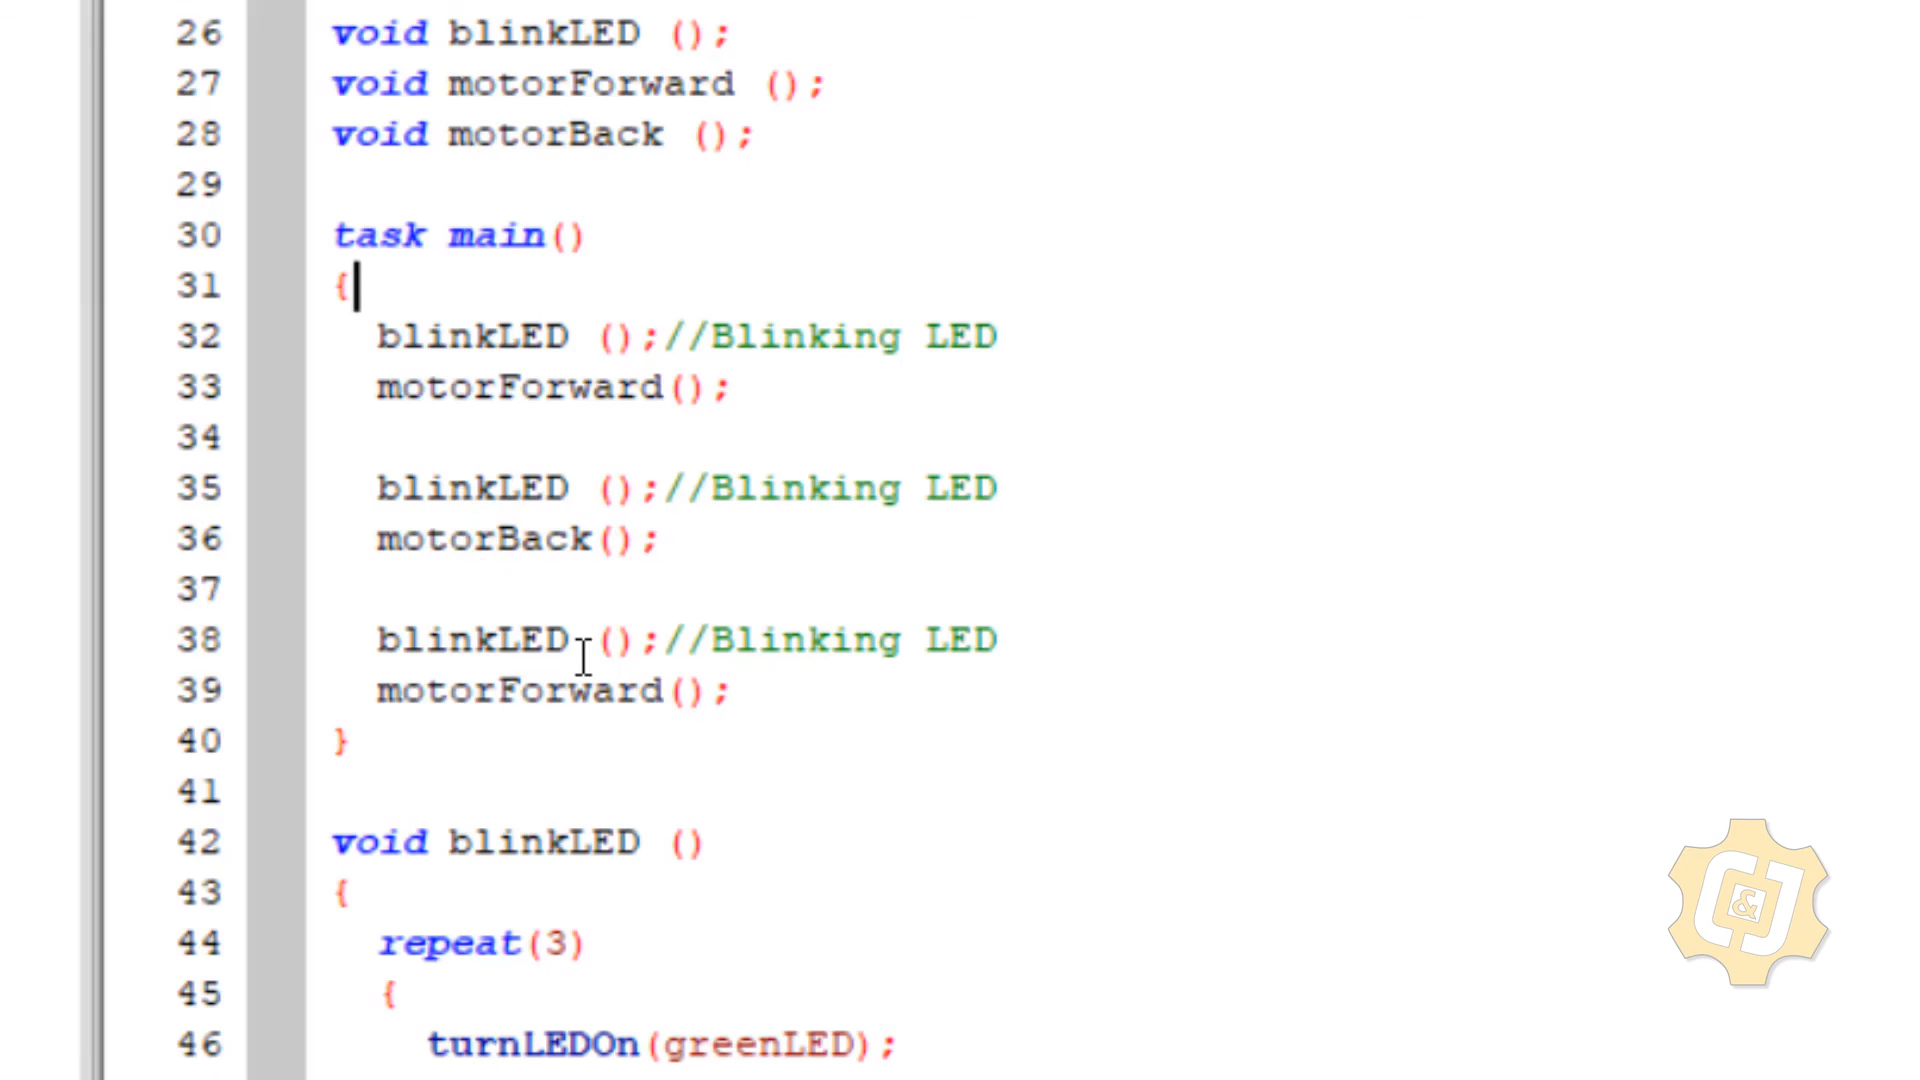 26 void blinkLED ();
27 void motorForward ();
28 void motorBack ();
29
30 task main()
31 {
32 blinkLED ();//Blinking LED
33 motorForward();
34
35 blinkLED ();//Blinking LED
36 motorBack();
37
38 blinkLED ();//Blinking LED
39 motorForward();
40 }
41
42 void blinkLED ()
43 {
44 repeat(3)
45 {
46 turnLEDOn(greenLED);
C&J